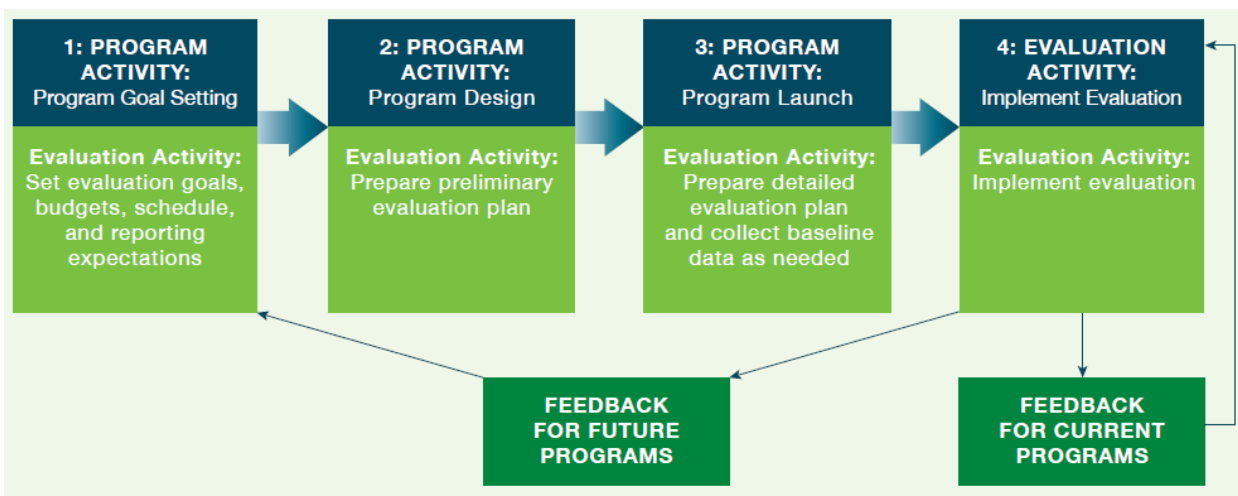 1: PROGRAM
ACTIVITY:
Program Goal Setting
Evaluation Activity:
Set evaluation goals,
budgets, schedule,
and reporting
expectations
2: PROGRAM
ACTIVITY:
Program Design
Evaluation Activity:
Prepare preliminary
evaluation plan
3: PROGRAM
ACTIVITY:
Program Launch
Evaluation Activity:
Prepare detailed
evaluation plan
and collect baseline
data as needed
4: EVALUATION
ACTIVITY:
Implement Evaluation
Evaluation Activity:
Implement evaluation
FEEDBACK
FOR FUTURE
PROGRAMS
FEEDBACK
FOR CURRENT
PROGRAMS